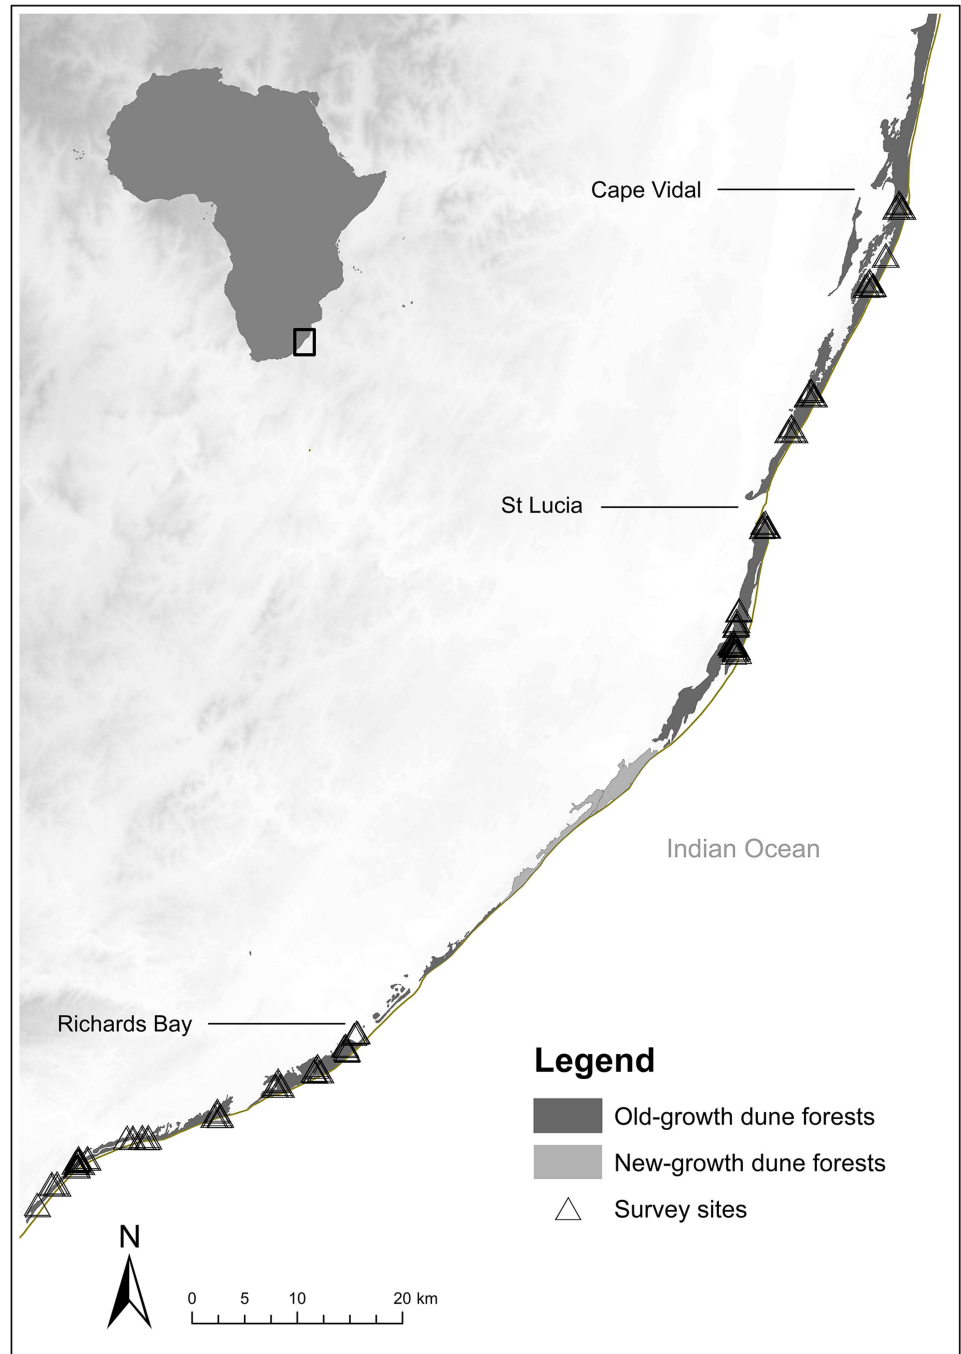 Cape Vidal
St Lucia
Indian Ocean
Richards Bay
Legend
Old-growth dune forests
New-growth dune forests
Survey sites
N
0 5 10 20 km